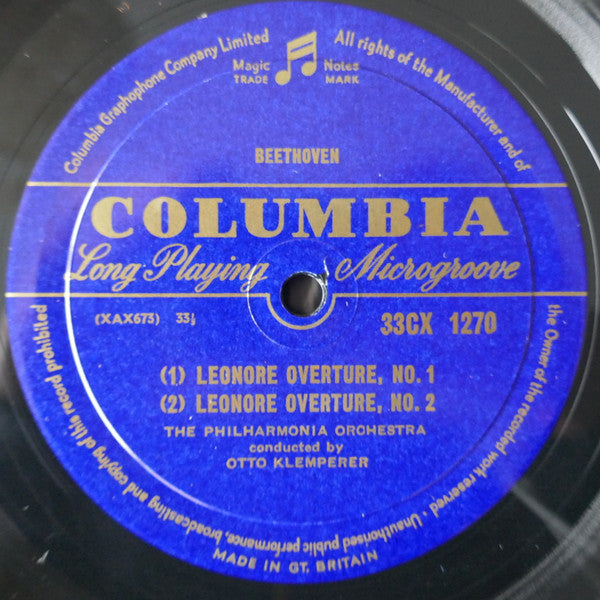 Columbia Graphophone Company Limited
Magic Notes
TRADE MARK
All rights of the Manufacturer and of
the Owner of the recorded work reserved · Unauthorised public performance, broadcasting and copying of this record prohibited
BEETHOVEN
COLUMBIA
Long Playing Microgroove
(XAX673) 33⅓
33CX 1270
(1) LEONORE OVERTURE, NO. 1
(2) LEONORE OVERTURE, NO. 2
THE PHILHARMONIA ORCHESTRA
conducted by
OTTO KLEMPERER
MADE IN GT. BRITAIN